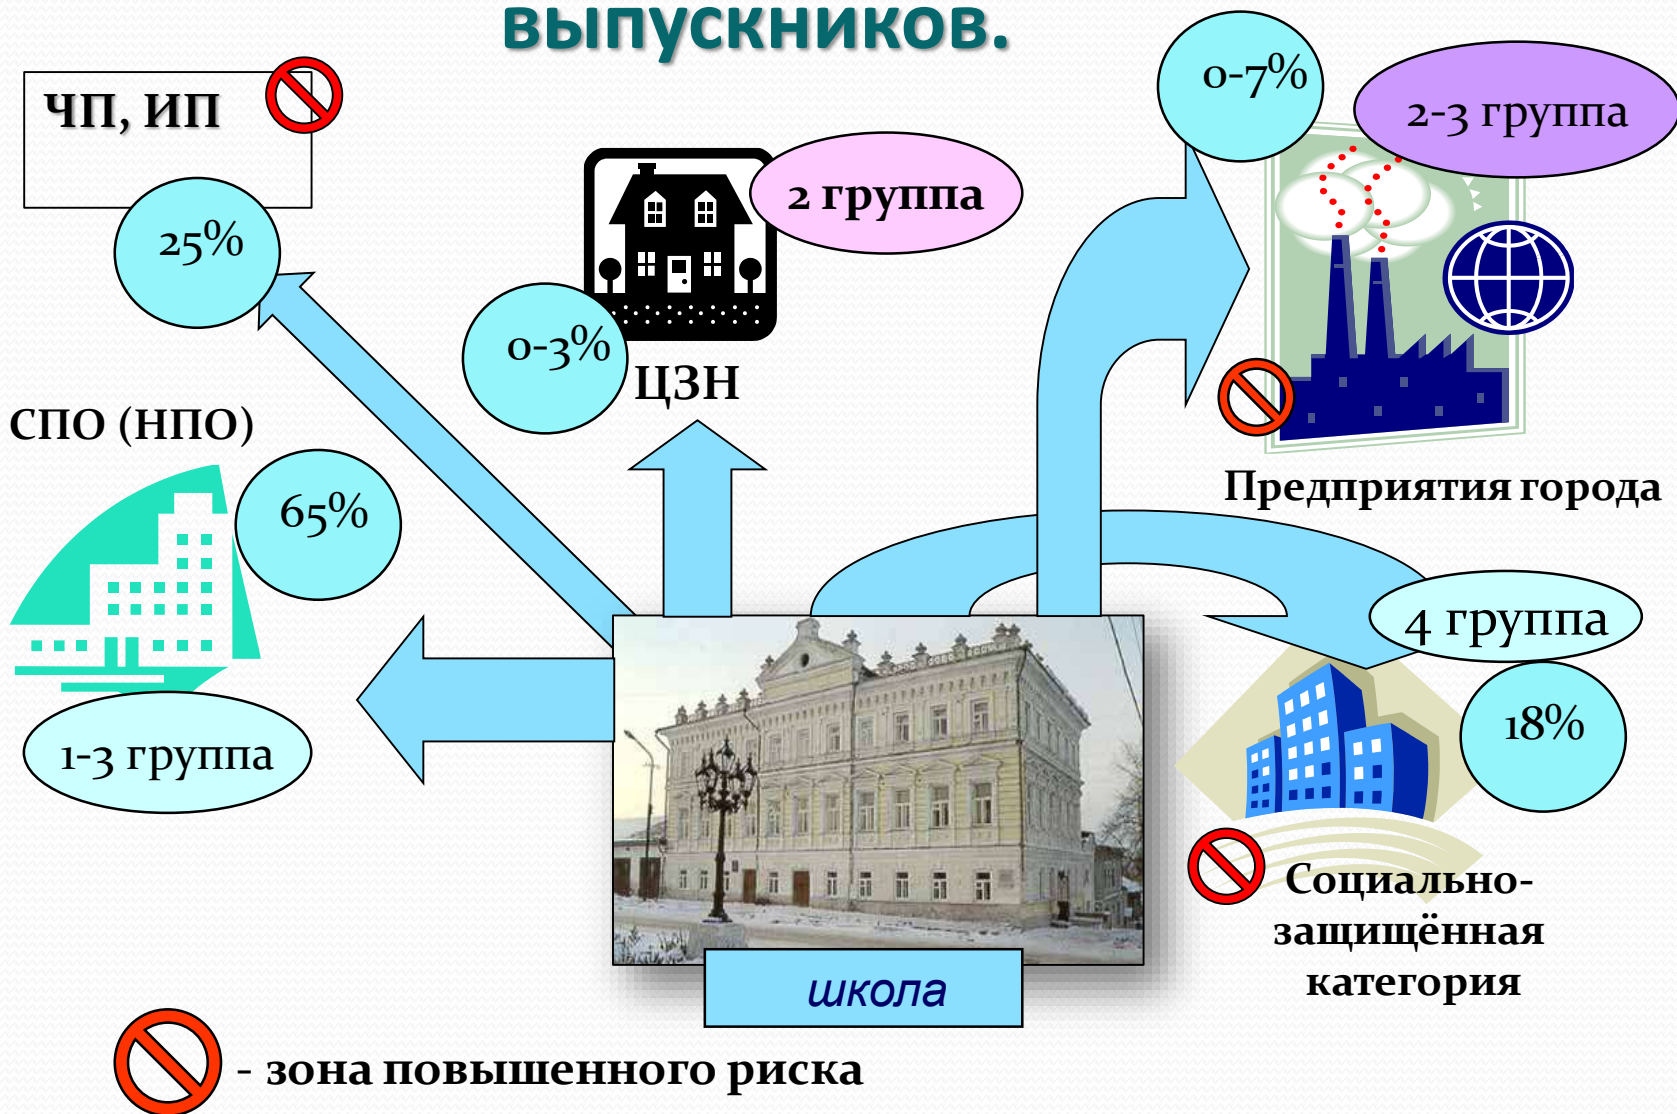 выпускников.
ЧП, ИП
25%
0-3%
ЦЗН
2 группа
0-7%
2-3 группа
Предприятия города
СПО (НПО)
65%
1-3 группа
4 группа
18%
Социально-
защищённая
категория
школа
- зона повышенного риска